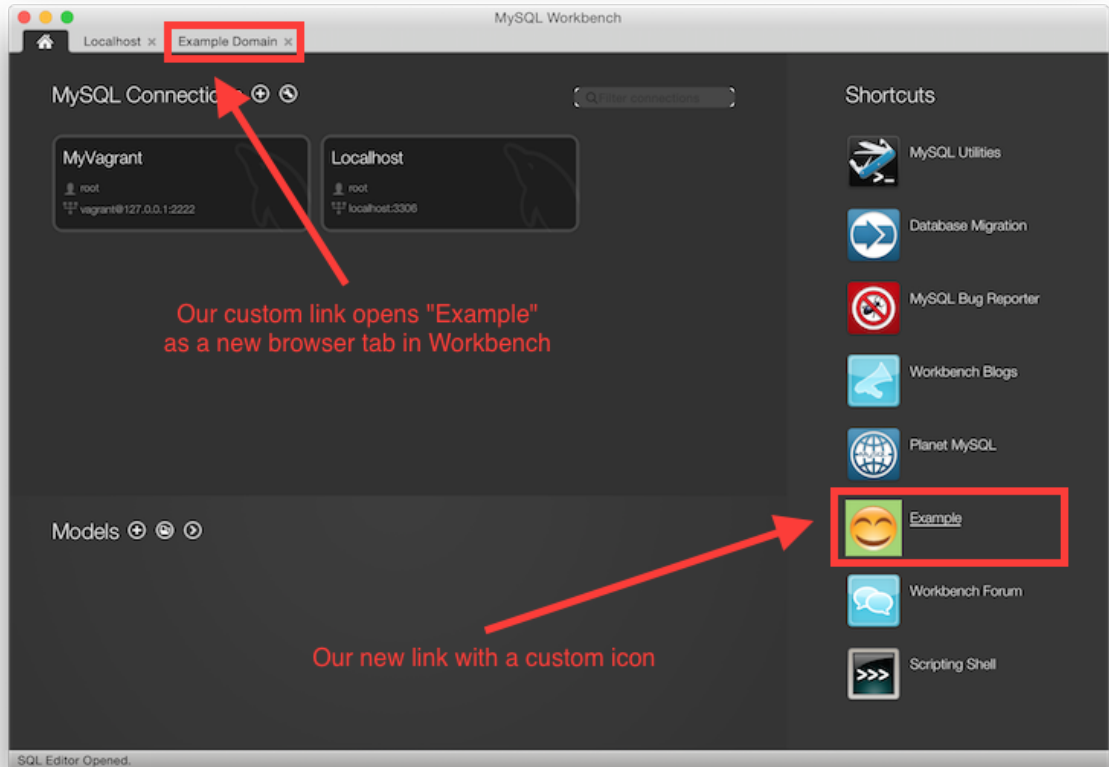 MySQL Workbench
Localhost ×
Example Domain ×
MySQL Connections
Filter connections
MyVagrant
root
vagrant@127.0.0.1:2222
Localhost
root
localhost:3306
Our custom link opens "Example"
as a new browser tab in Workbench
Models
Our new link with a custom icon
Shortcuts
MySQL Utilities
Database Migration
MySQL Bug Reporter
Workbench Blogs
Planet MySQL
Example
Workbench Forum
>>>
Scripting Shell
SQL Editor Opened.